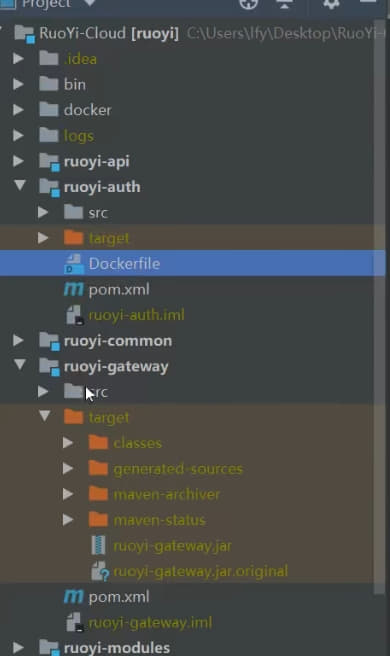 Project
RuoYi-Cloud [ruoyi] C:\Users\lfy\Desktop\RuoYi-
.idea
bin
docker
logs
ruoyi-api
ruoyi-auth
src
target
Dockerfile
pom.xml
ruoyi-auth.iml
ruoyi-common
ruoyi-gateway
src
target
classes
generated-sources
maven-archiver
maven-status
ruoyi-gateway.jar
ruoyi-gateway.jar.original
pom.xml
ruoyi-gateway.iml
ruoyi-modules